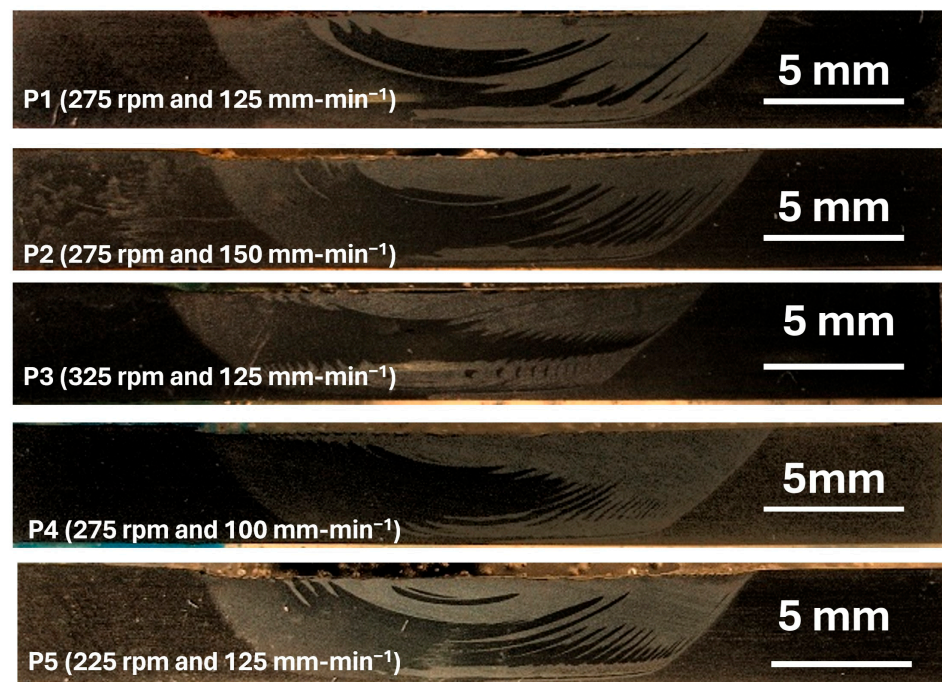 5 mm
P1 (275 rpm and 125 mm-min⁻¹)
5 mm
P2 (275 rpm and 150 mm-min⁻¹)
5 mm
P3 (325 rpm and 125 mm-min⁻¹)
5mm
P4 (275 rpm and 100 mm-min⁻¹)
5 mm
P5 (225 rpm and 125 mm-min⁻¹)